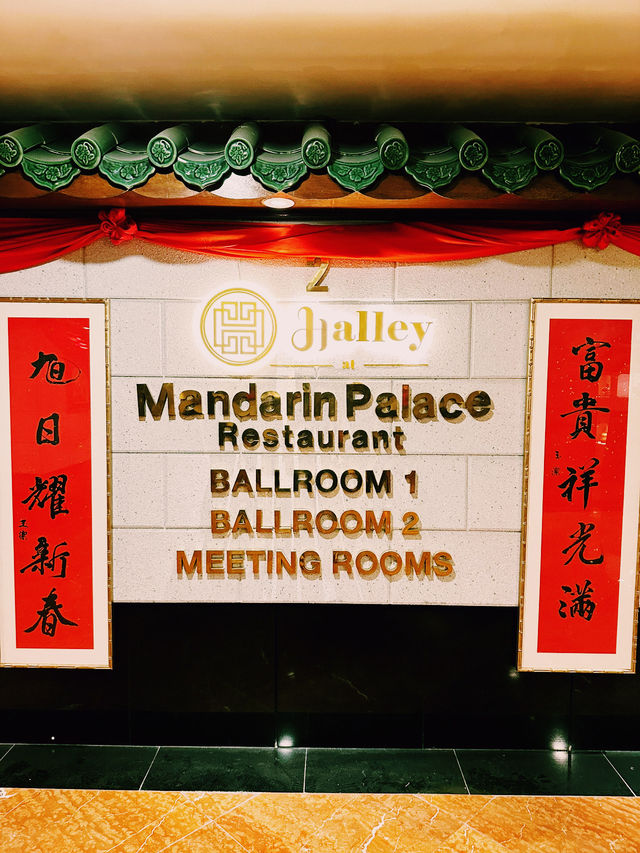 2
Halley
at
Mandarin Palace
Restaurant
BALLROOM 1
BALLROOM 2
MEETING ROOMS
富貴祥光滿
旭日耀新春